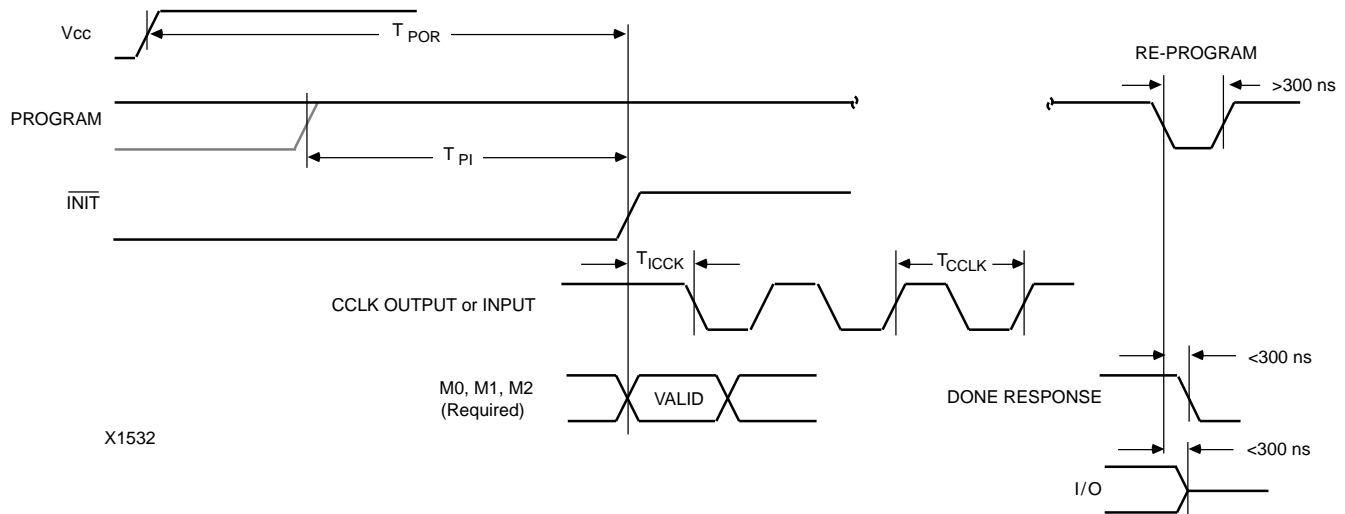 Vcc
T POR
RE-PROGRAM
>300 ns
PROGRAM
T PI
INIT
T ICCK
T CCLK
CCLK OUTPUT or INPUT
<300 ns
M0, M1, M2
(Required)
VALID
DONE RESPONSE
X1532
<300 ns
I/O